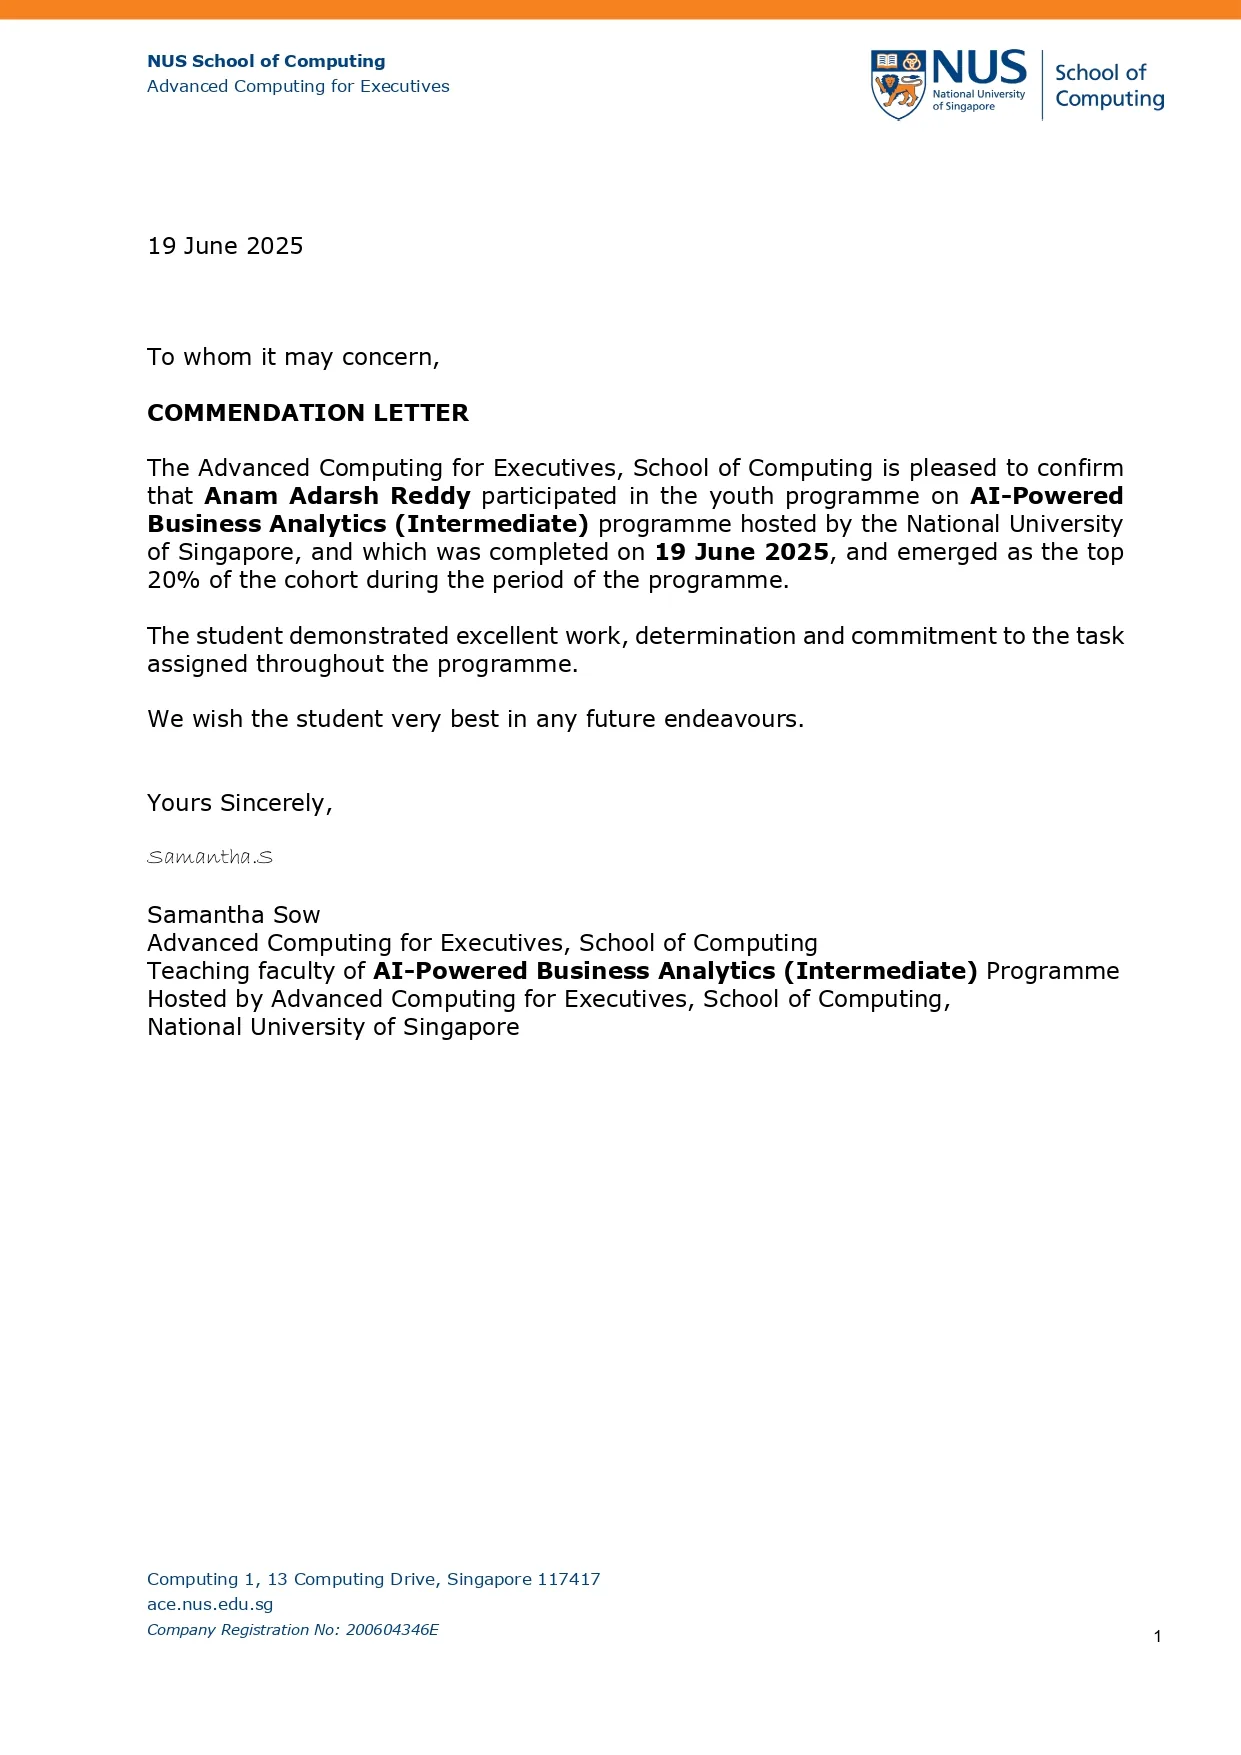 NUS School of Computing
Advanced Computing for Executives
NUS
National University
of Singapore
School of
Computing
19 June 2025
To whom it may concern,
COMMENDATION LETTER
The Advanced Computing for Executives, School of Computing is pleased to confirm
that Anam Adarsh Reddy participated in the youth programme on AI-Powered
Business Analytics (Intermediate) programme hosted by the National University
of Singapore, and which was completed on 19 June 2025, and emerged as the top
20% of the cohort during the period of the programme.
The student demonstrated excellent work, determination and commitment to the task
assigned throughout the programme.
We wish the student very best in any future endeavours.
Yours Sincerely,
Samantha.S
Samantha Sow
Advanced Computing for Executives, School of Computing
Teaching faculty of AI-Powered Business Analytics (Intermediate) Programme
Hosted by Advanced Computing for Executives, School of Computing,
National University of Singapore
Computing 1, 13 Computing Drive, Singapore 117417
ace.nus.edu.sg
Company Registration No: 200604346E
1